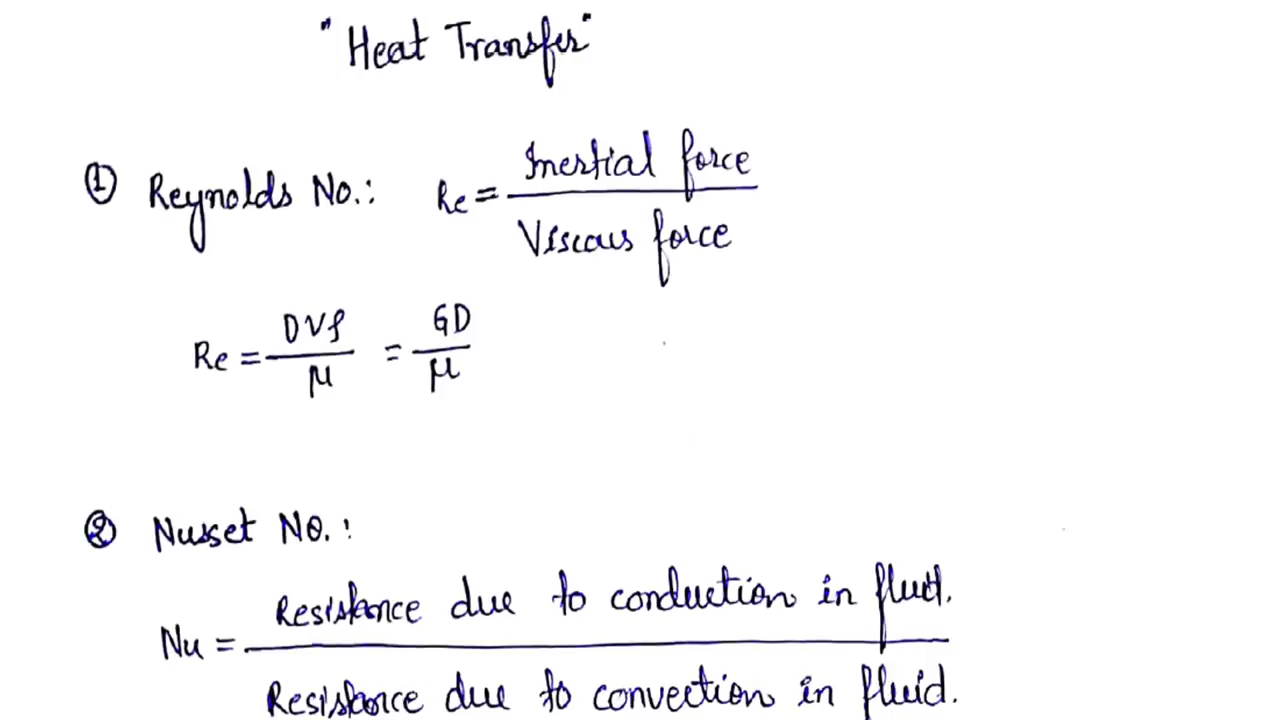 "Heat Transfer"
① Reynolds No.: Re = Inertial force / Viscous force
Re = DVρ / μ = GD / μ
② Nusset No.:
Nu = Resistance due to conduction in fluid. / Resistance due to convection in fluid.